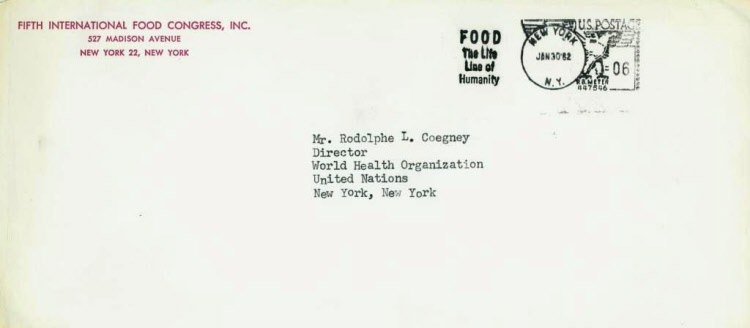 FIFTH INTERNATIONAL FOOD CONGRESS, INC.
527 MADISON AVENUE
NEW YORK 22, NEW YORK
FOOD
The Life
Line of
Humanity
NEW YORK
JAN 30 '62
N.Y.
U.S. POSTAGE
06
P.B. METER
447546
Mr. Rodolphe L. Coegney
Director
World Health Organization
United Nations
New York, New York